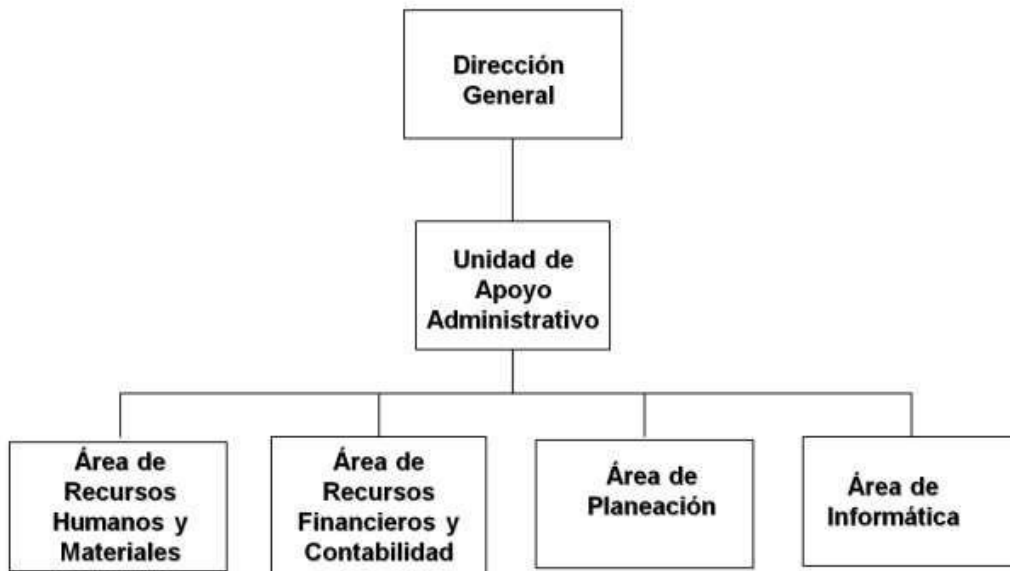 Dirección
General
Unidad de
Apoyo
Administrativo
Área de
Recursos
Humanos y
Materiales
Área de
Recursos
Financieros y
Contabilidad
Área de
Planeación
Área de
Informática